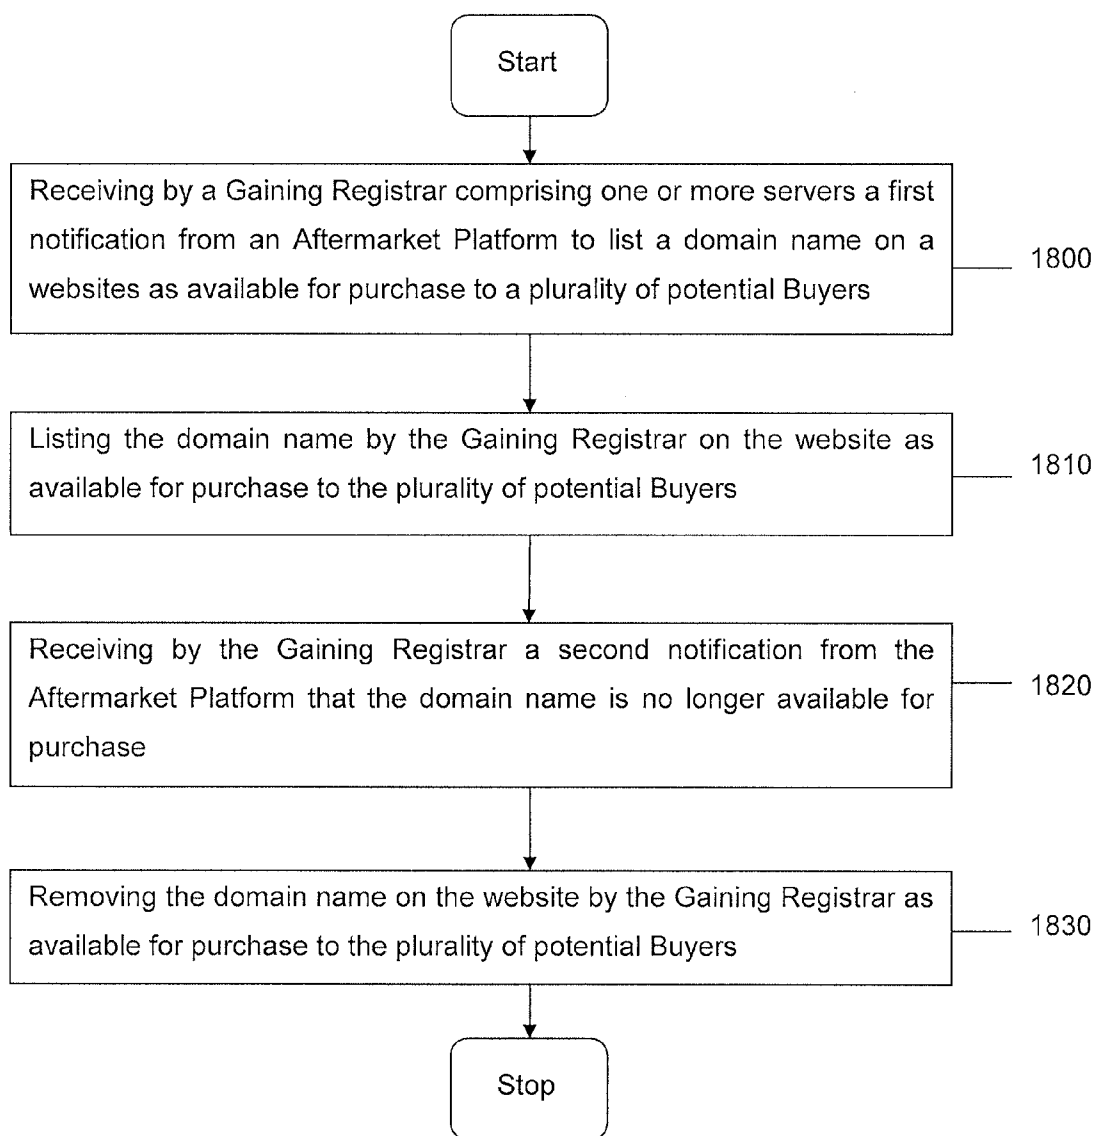 Start
Receiving by a Gaining Registrar comprising one or more servers a first
notification from an Aftermarket Platform to list a domain name on a
websites as available for purchase to a plurality of potential Buyers
1800
Listing the domain name by the Gaining Registrar on the website as
available for purchase to the plurality of potential Buyers
1810
Receiving by the Gaining Registrar a second notification from the
Aftermarket Platform that the domain name is no longer available for
purchase
1820
Removing the domain name on the website by the Gaining Registrar as
available for purchase to the plurality of potential Buyers
1830
Stop